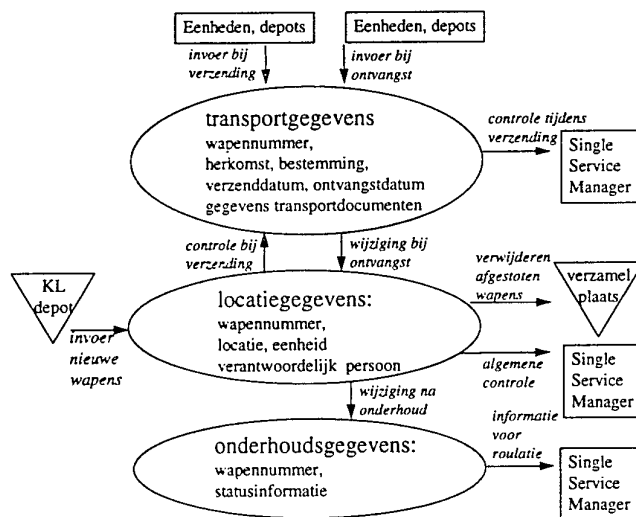 Eenheden, depots
Eenheden, depots
invoer bij
verzending
invoer bij
ontvangst
transportgegevens
wapennummer,
herkomst, bestemming,
verzenddatum, ontvangstdatum
gegevens transportdocumenten
controle tijdens
verzending
Single
Service
Manager
controle bij
verzending
wijziging bij
ontvangst
verwijderen
afgestoten
wapens
verzamel
plaats
KL
depot
invoer
nieuwe
wapens
locatiegegevens:
wapennummer,
locatie, eenheid
verantwoordelijk persoon
algemene
controle
Single
Service
Manager
wijziging na
onderhoud
informatie
voor
roulatie
onderhoudsgegevens:
wapennummer,
statusinformatie
Single
Service
Manager